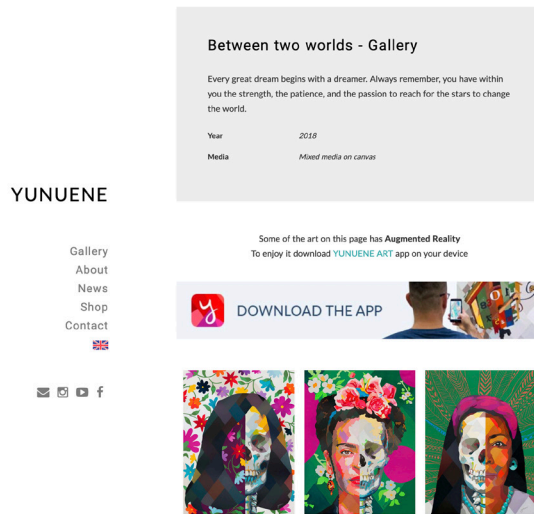 Between two worlds - Gallery
Every great dream begins with a dreamer. Always remember, you have within
you the strength, the patience, and the passion to reach for the stars to change
the world.
Year 2018
Media Mixed media on canvas
YUNUENE
Gallery
About
News
Shop
Contact
Some of the art on this page has Augmented Reality
To enjoy it download YUNUENE ART app on your device
y DOWNLOAD THE APP